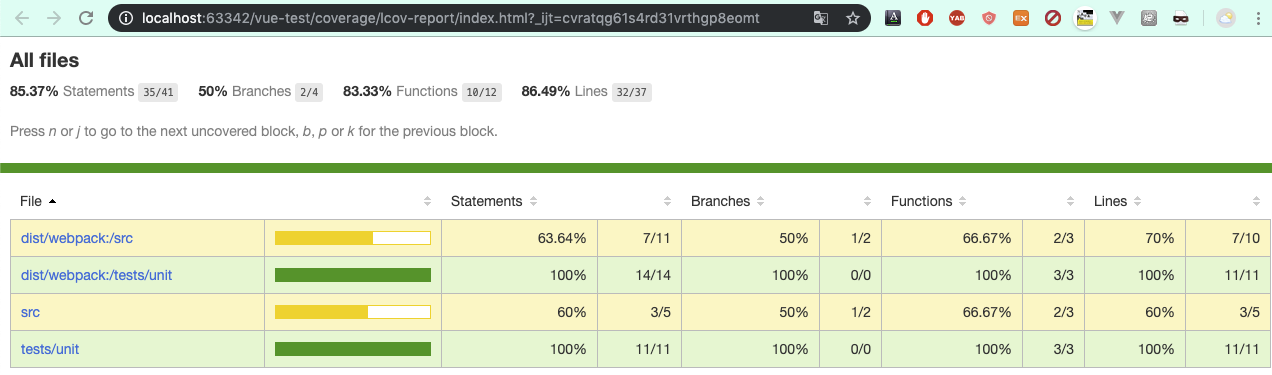 localhost:63342/vue-test/coverage/lcov-report/index.html?_ijt=cvratqg61s4rd31vrthgp8eomt
A YAB EX
All files
85.37% Statements 35/41 50% Branches 2/4 83.33% Functions 10/12 86.49% Lines 32/37
Press n or j to go to the next uncovered block, b, p or k for the previous block.
File Statements Branches Functions Lines
dist/webpack:/src 63.64% 7/11 50% 1/2 66.67% 2/3 70% 7/10
dist/webpack:/tests/unit 100% 14/14 100% 0/0 100% 3/3 100% 11/11
src 60% 3/5 50% 1/2 66.67% 2/3 60% 3/5
tests/unit 100% 11/11 100% 0/0 100% 3/3 100% 11/11